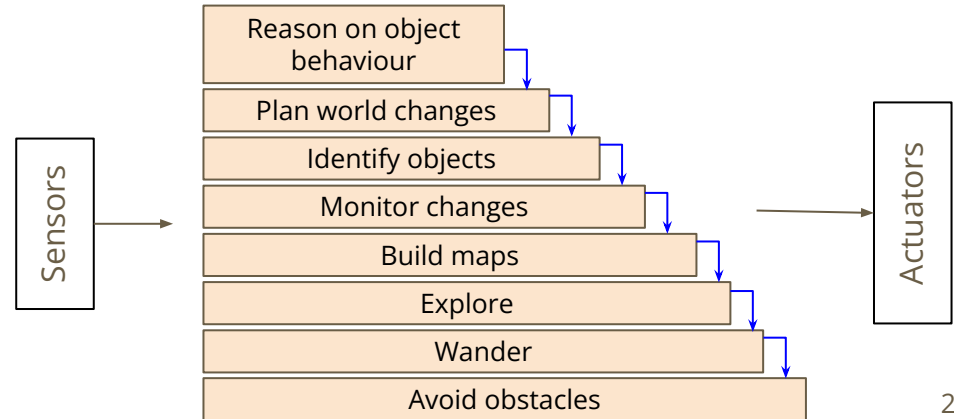 Reason on object
behaviour
Plan world changes
Identify objects
Monitor changes
Build maps
Explore
Wander
Avoid obstacles
Sensors
Actuators
2